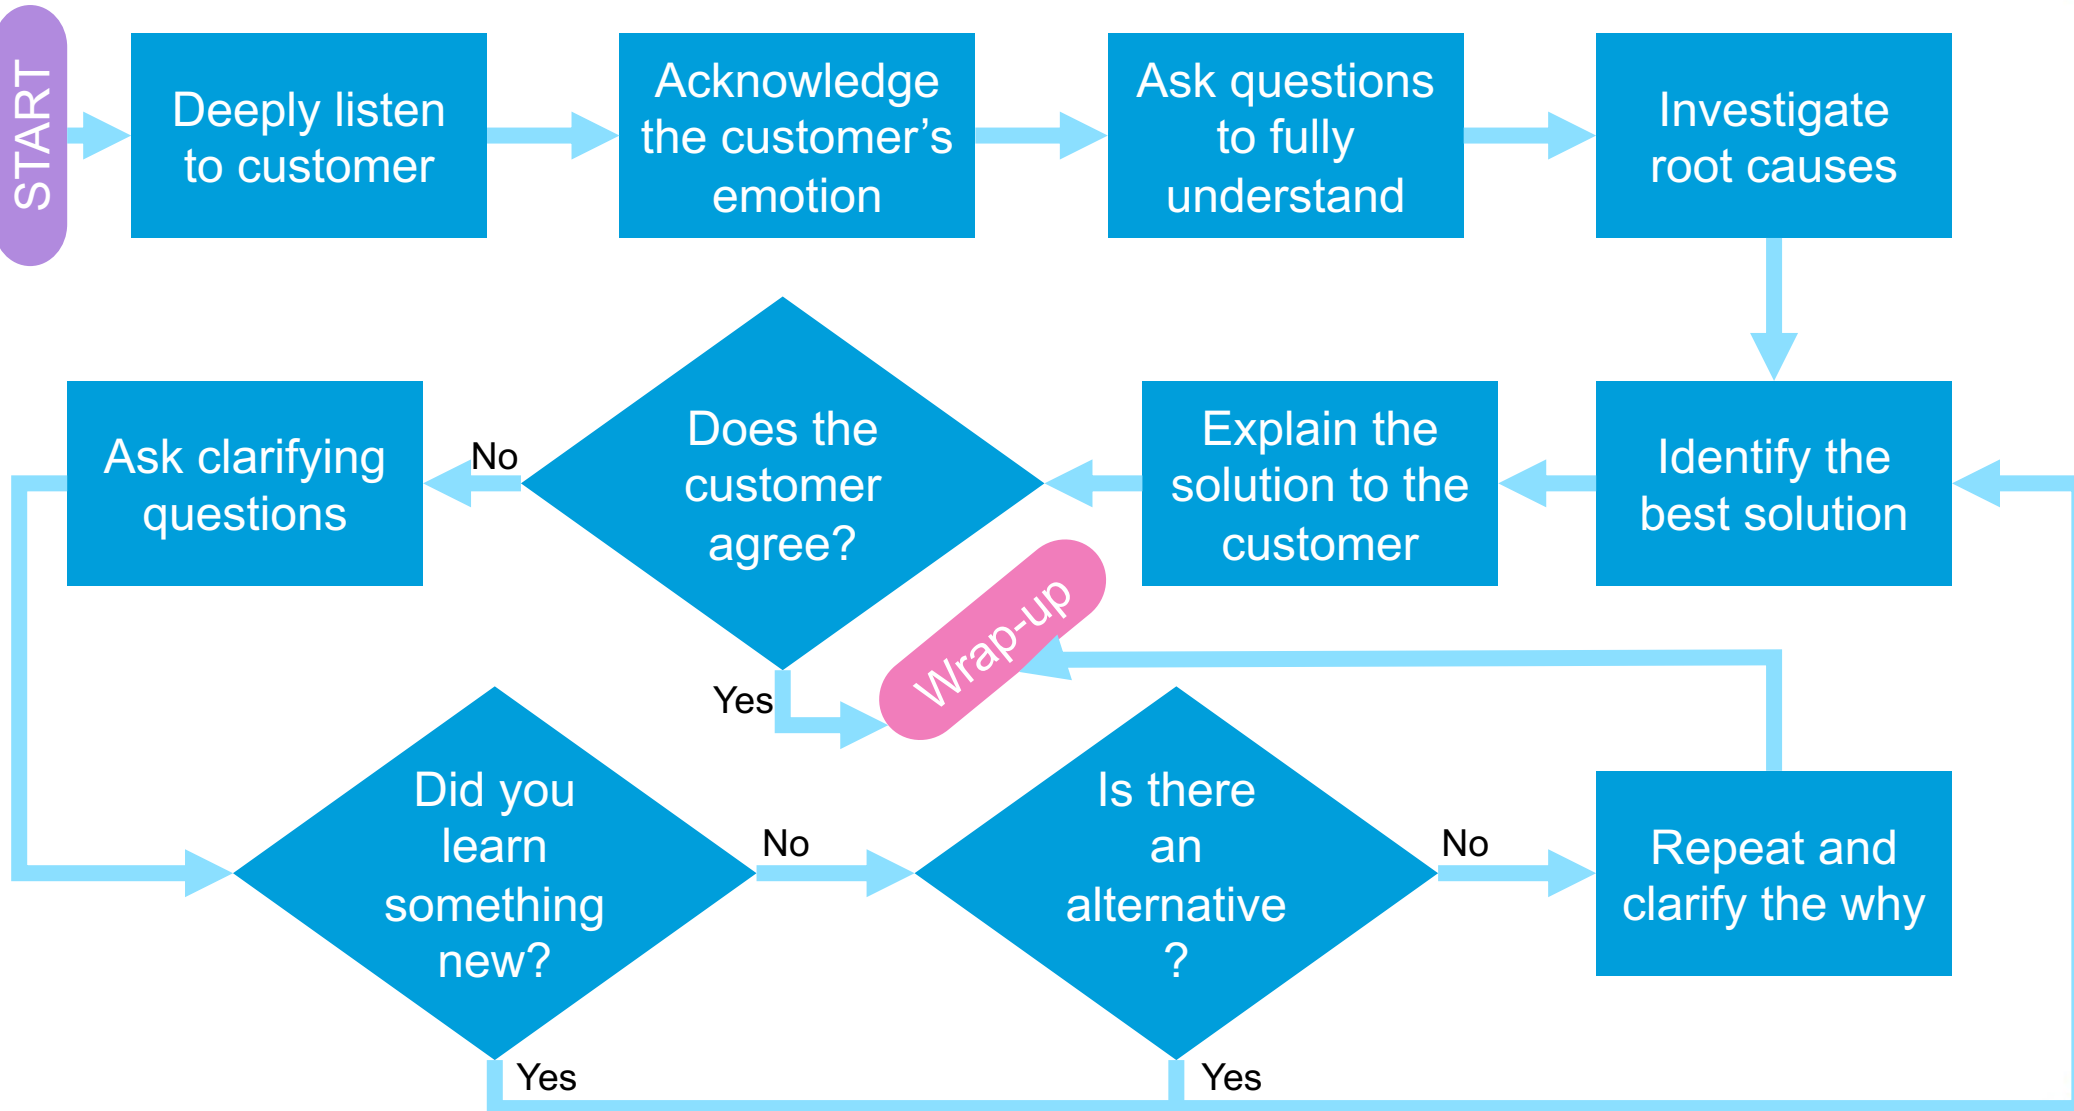 START
Deeply listen
to customer
Acknowledge
the customer’s
emotion
Ask questions
to fully
understand
Investigate
root causes
Ask clarifying
questions
No
Does the
customer
agree?
Explain the
solution to the
customer
Identify the
best solution
Yes
Wrap-up
Did you
learn
something
new?
No
Is there
an
alternative
?
No
Repeat and
clarify the why
Yes
Yes